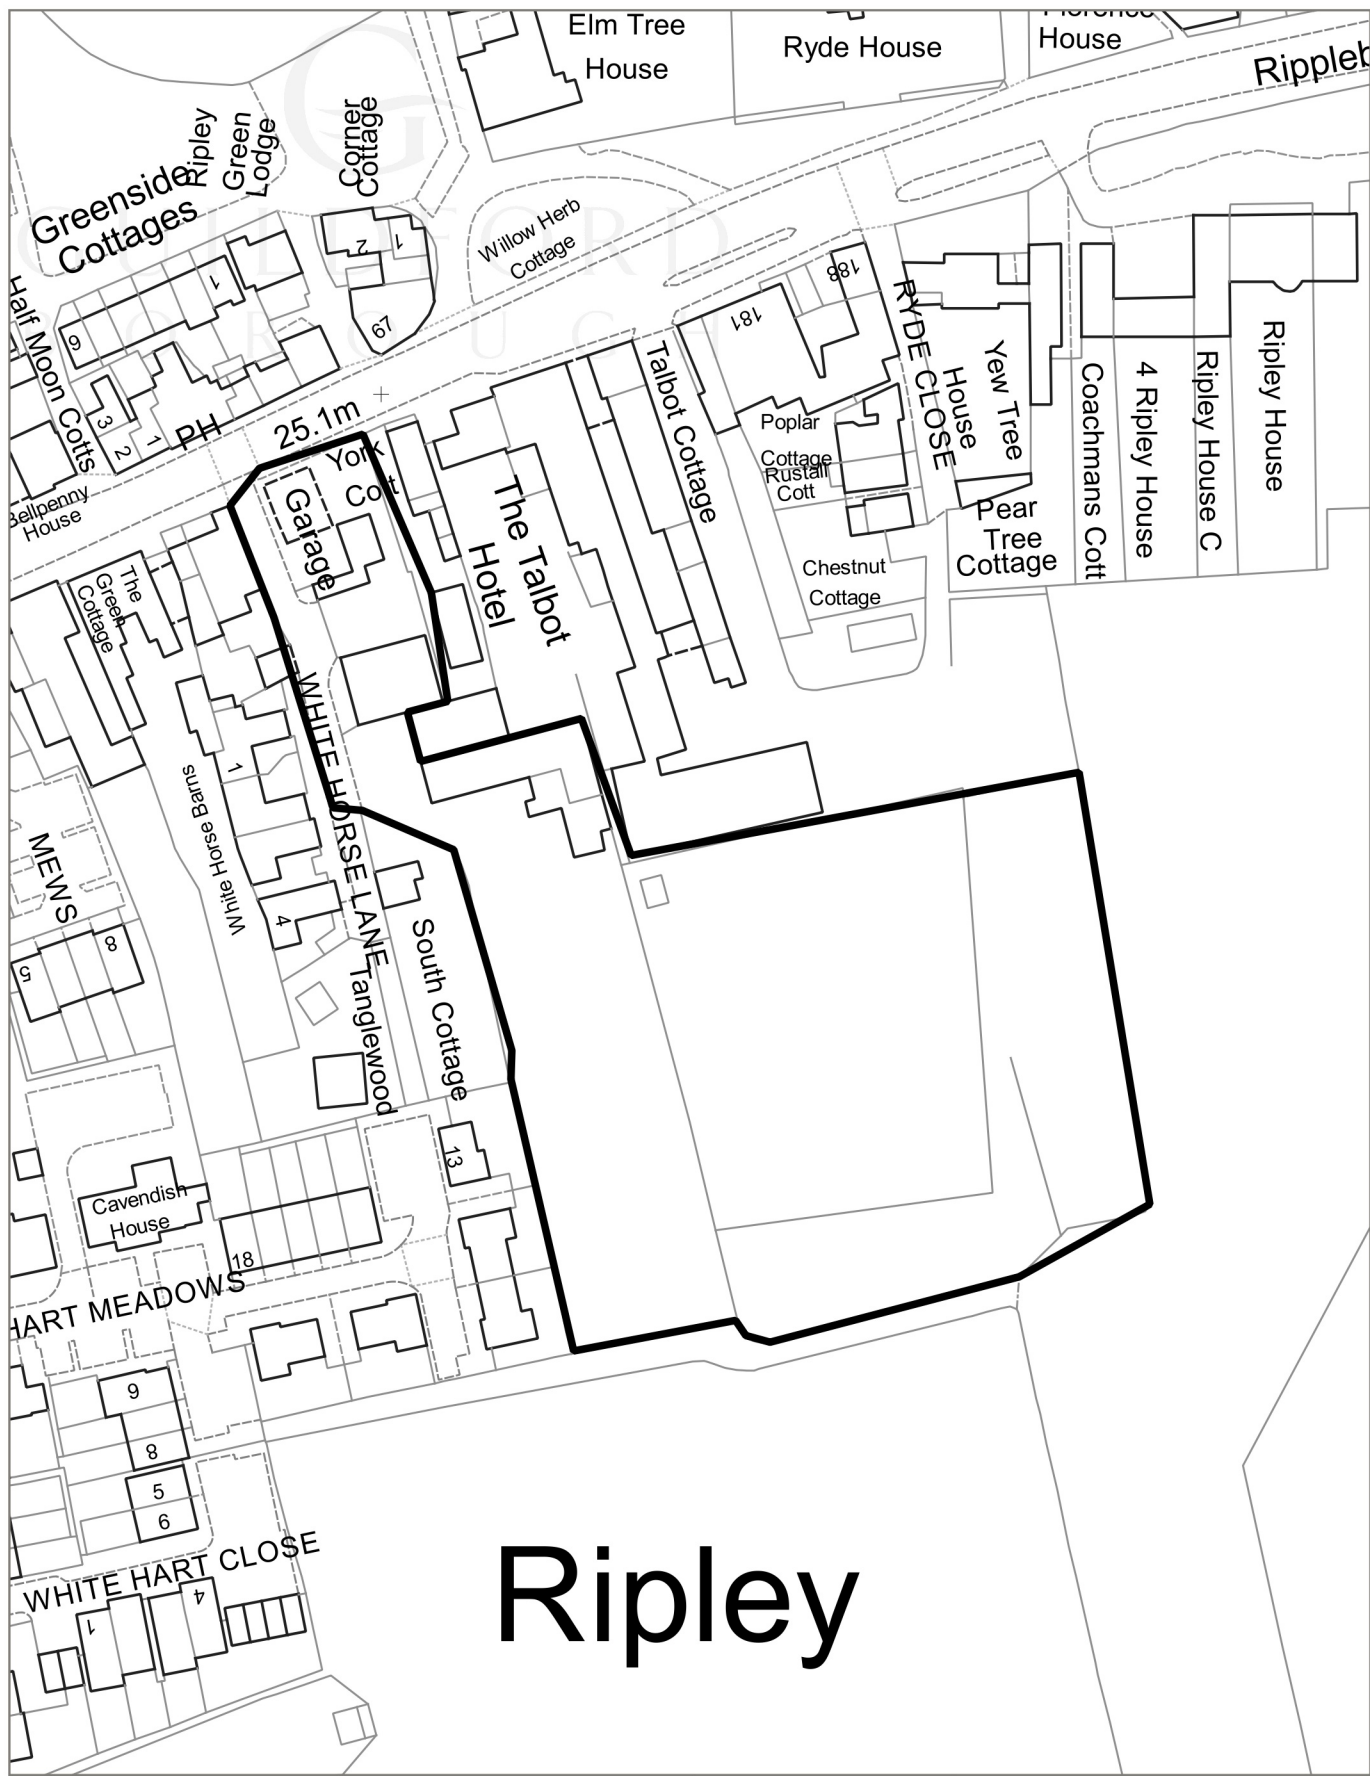 Elm Tree
House
Ryde House
Florence
House
Rippleb
Ripley
Green
Lodge
Corner
Cottage
Greenside
Cottages
GUILDFORD
BOROUGH
Willow Herb
Cottage
Half Moon Cotts
1
6
2
1
67
3
2
1
PH
25.1m
Bellpenny
House
York
Cott
Garage
The Talbot
Hotel
Talbot Cottage
181
188
RYDE CLOSE
Poplar
Cottage
Rustall
Cott
Chestnut
Cottage
Yew Tree
House
Pear
Tree
Cottage
Coachmans Cott
4 Ripley House
Ripley House C
Ripley House
The
Green
Cottage
WHITE HORSE LANE
White Horse Barns
1
4
MEWS
8
5
South Cottage
Tanglewood
13
Cavendish
House
18
HART MEADOWS
9
8
5
6
WHITE HART CLOSE
1
4
Ripley